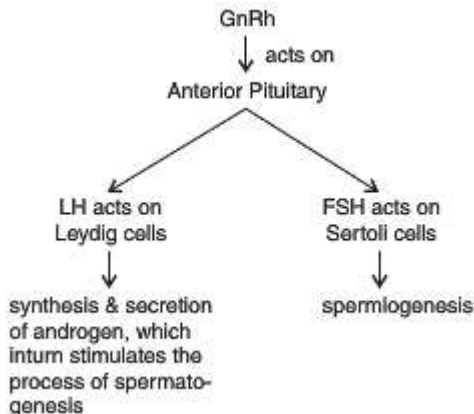 GnRh
acts on
Anterior Pituitary
LH acts on
Leydig cells
FSH acts on
Sertoli cells
synthesis & secretion
of androgen, which
inturn stimulates the
process of spermato-
genesis
spermiogenesis